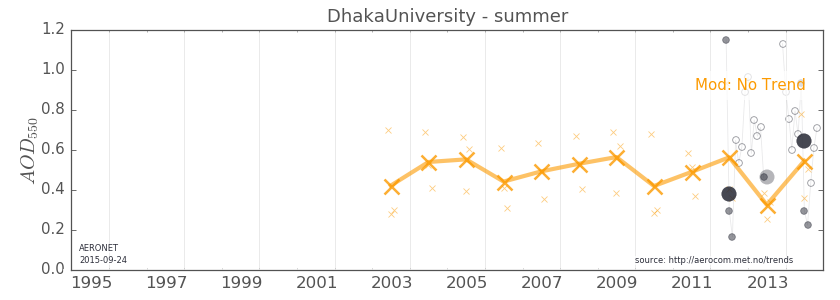 DhakaUniversity - summer
1.2
1.0
0.8
0.6
0.4
0.2
0.0
AOD550
Mod: No Trend
AERONET
2015-09-24
source: http://aerocom.met.no/trends
1995 1997 1999 2001 2003 2005 2007 2009 2011 2013